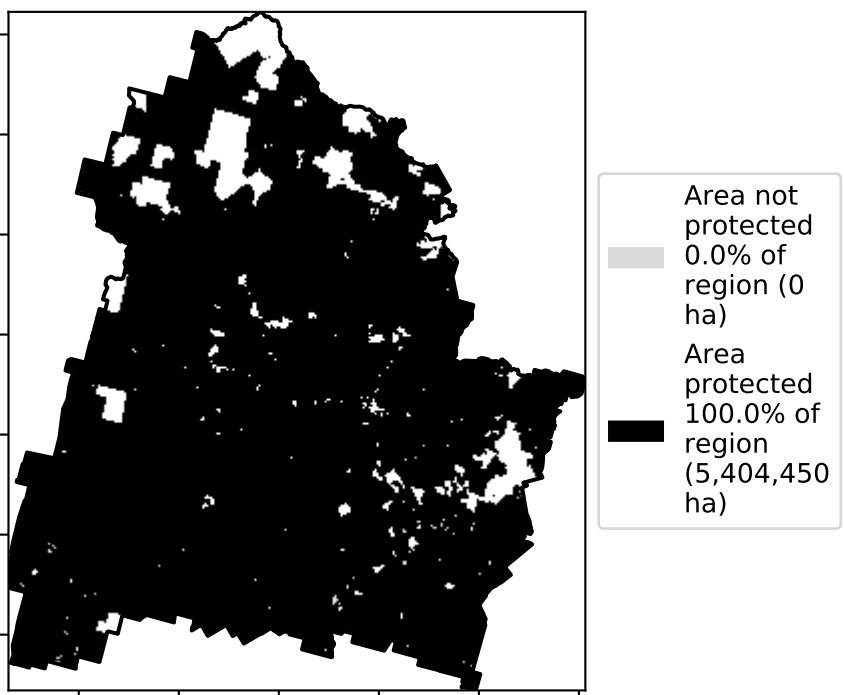 Area not
protected
0.0% of
region (0
ha)
Area
protected
100.0% of
region
(5,404,450
ha)